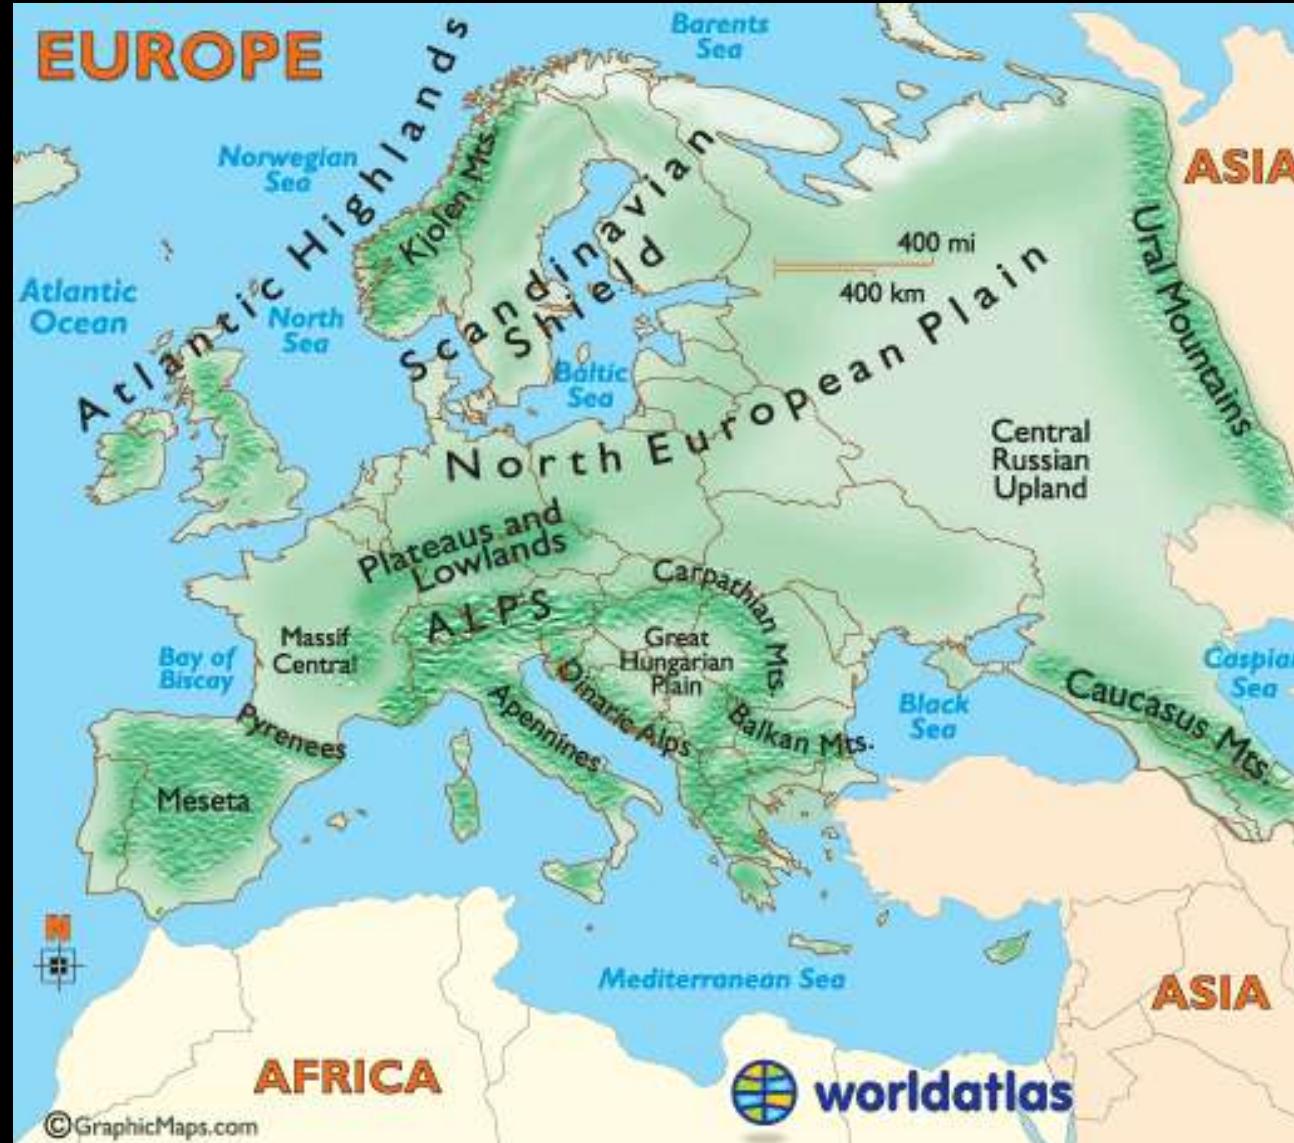 EUROPE
Barents
Sea
Norwegian
Sea
Atlantic Highlands
Kjolen Mts.
ASIA
Scandinavian
Shield
400 mi
400 km
Ural Mountains
Atlantic
Ocean
North
Sea
Baltic
Sea
North European Plain
Central
Russian
Upland
Plateaus and
Lowlands
Carpathian Mts.
ALPS
Massif
Central
Great
Hungarian
Plain
Bay of
Biscay
Caspian
Sea
Black
Sea
Caucasus Mts.
Dinaric Alps
Apennines
Balkan Mts.
Pyrenees
Meseta
N
Mediterranean Sea
ASIA
AFRICA
worldatlas
©GraphicMaps.com